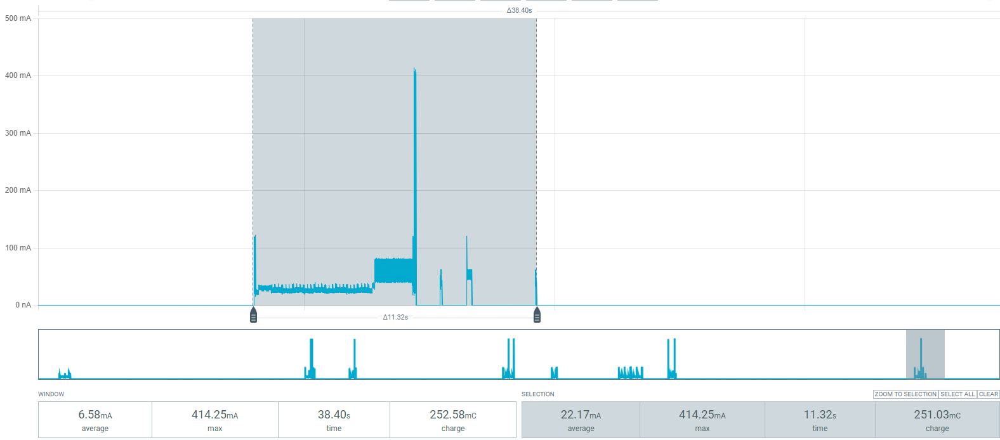 Δ38.40s
500 mA
400 mA
300 mA
200 mA
100 mA
0 nA
Δ11.32s
WINDOW
SELECTION
ZOOM TO SELECTION SELECT ALL CLEAR
6.58mA 414.25mA 38.40s 252.58mC 22.17mA 414.25mA 11.32s 251.03mC
average max time charge average max time charge